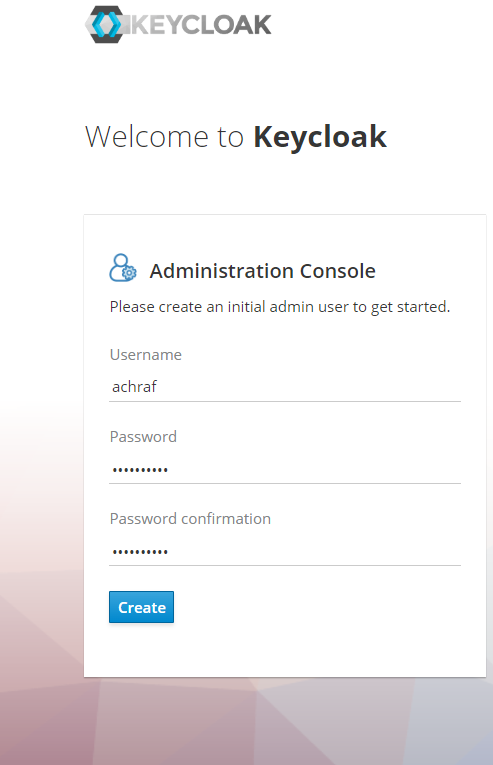 KEYCLOAK
Welcome to Keycloak
Administration Console
Please create an initial admin user to get started.
Username
achraf
Password
••••••••••
Password confirmation
••••••••••
Create